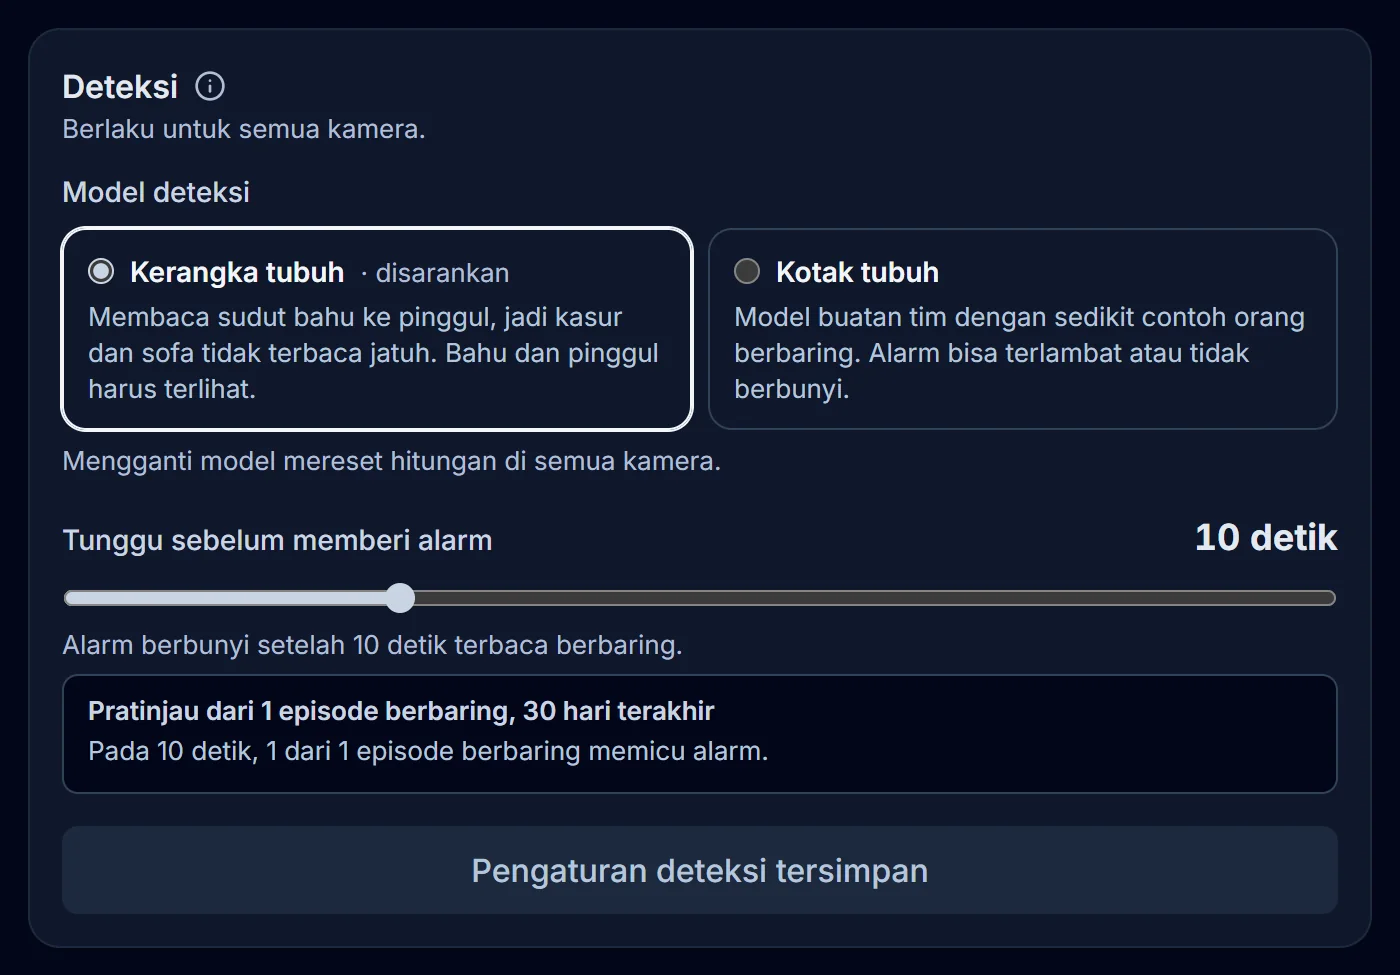 Deteksi
Berlaku untuk semua kamera.
Model deteksi
Kerangka tubuh · disarankan
Membaca sudut bahu ke pinggul, jadi kasur
dan sofa tidak terbaca jatuh. Bahu dan pinggul
harus terlihat.
Kotak tubuh
Model buatan tim dengan sedikit contoh orang
berbaring. Alarm bisa terlambat atau tidak
berbunyi.
Mengganti model mereset hitungan di semua kamera.
Tunggu sebelum memberi alarm
10 detik
Alarm berbunyi setelah 10 detik terbaca berbaring.
Pratinjau dari 1 episode berbaring, 30 hari terakhir
Pada 10 detik, 1 dari 1 episode berbaring memicu alarm.
Pengaturan deteksi tersimpan